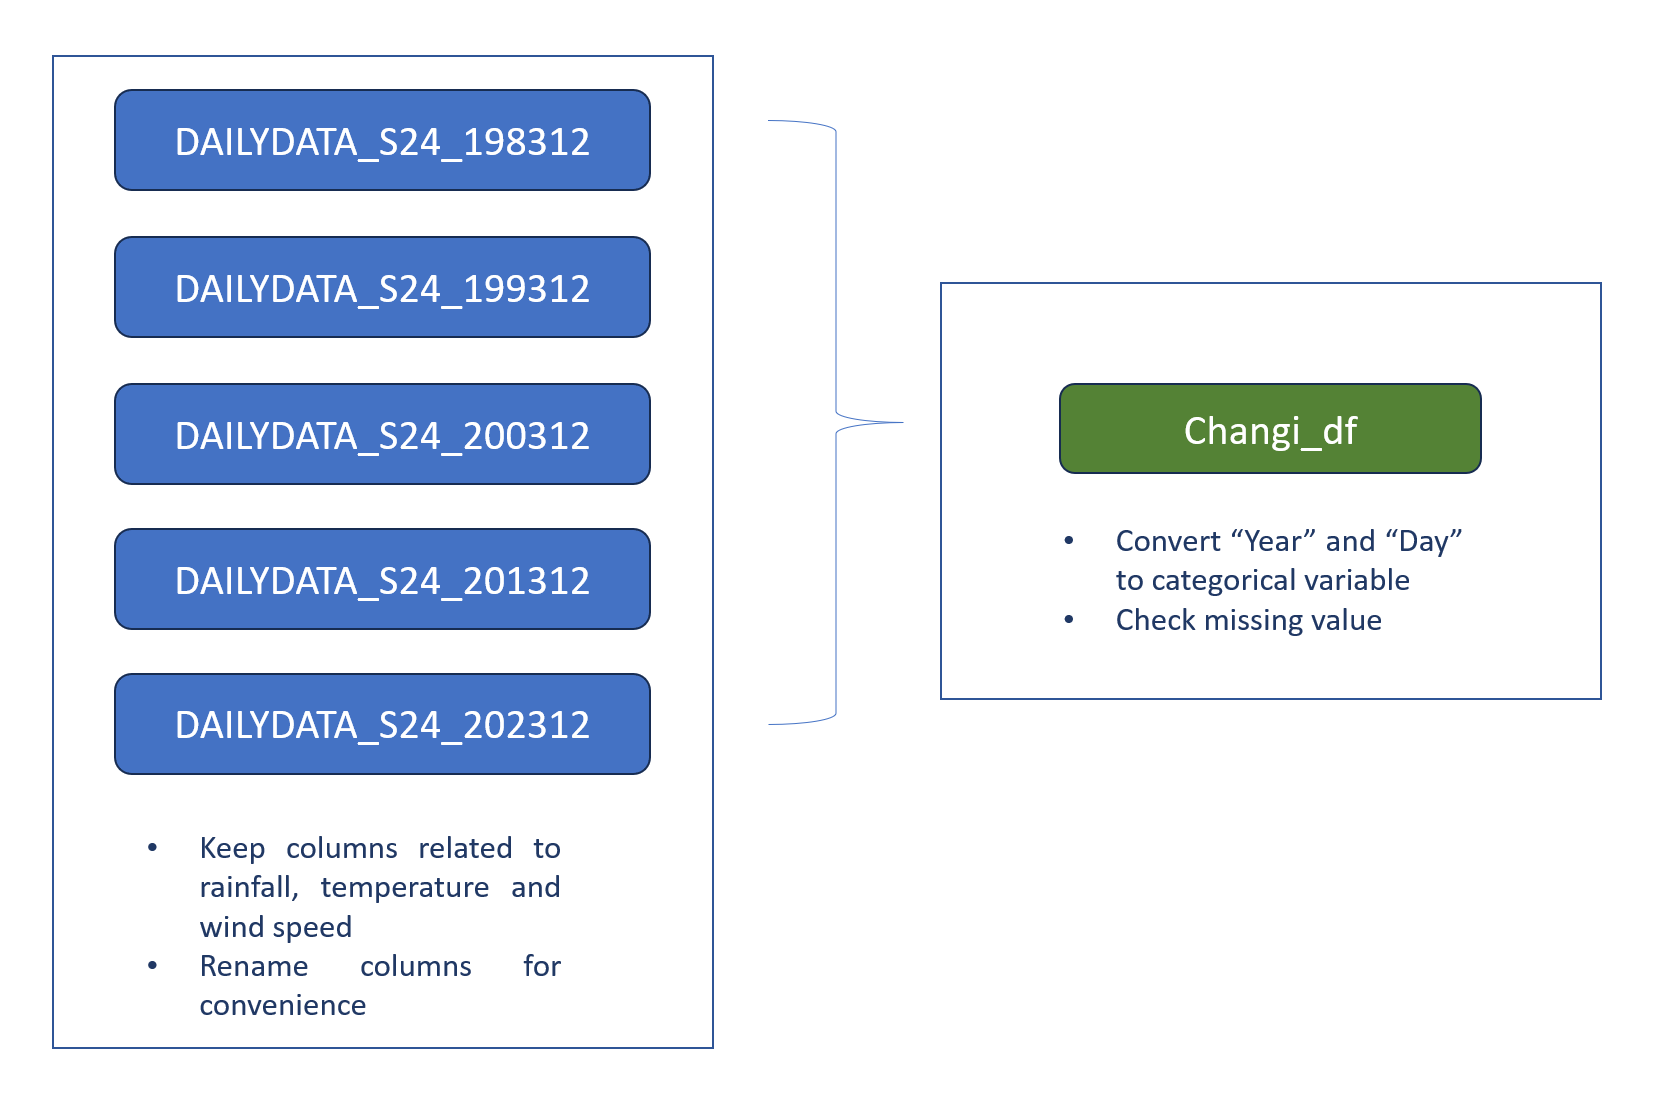 DAILYDATA_S24_198312
DAILYDATA_S24_199312
DAILYDATA_S24_200312
DAILYDATA_S24_201312
DAILYDATA_S24_202312
• Keep columns related to
rainfall, temperature and
wind speed
• Rename columns for
convenience
Changi_df
• Convert “Year” and “Day”
to categorical variable
• Check missing value